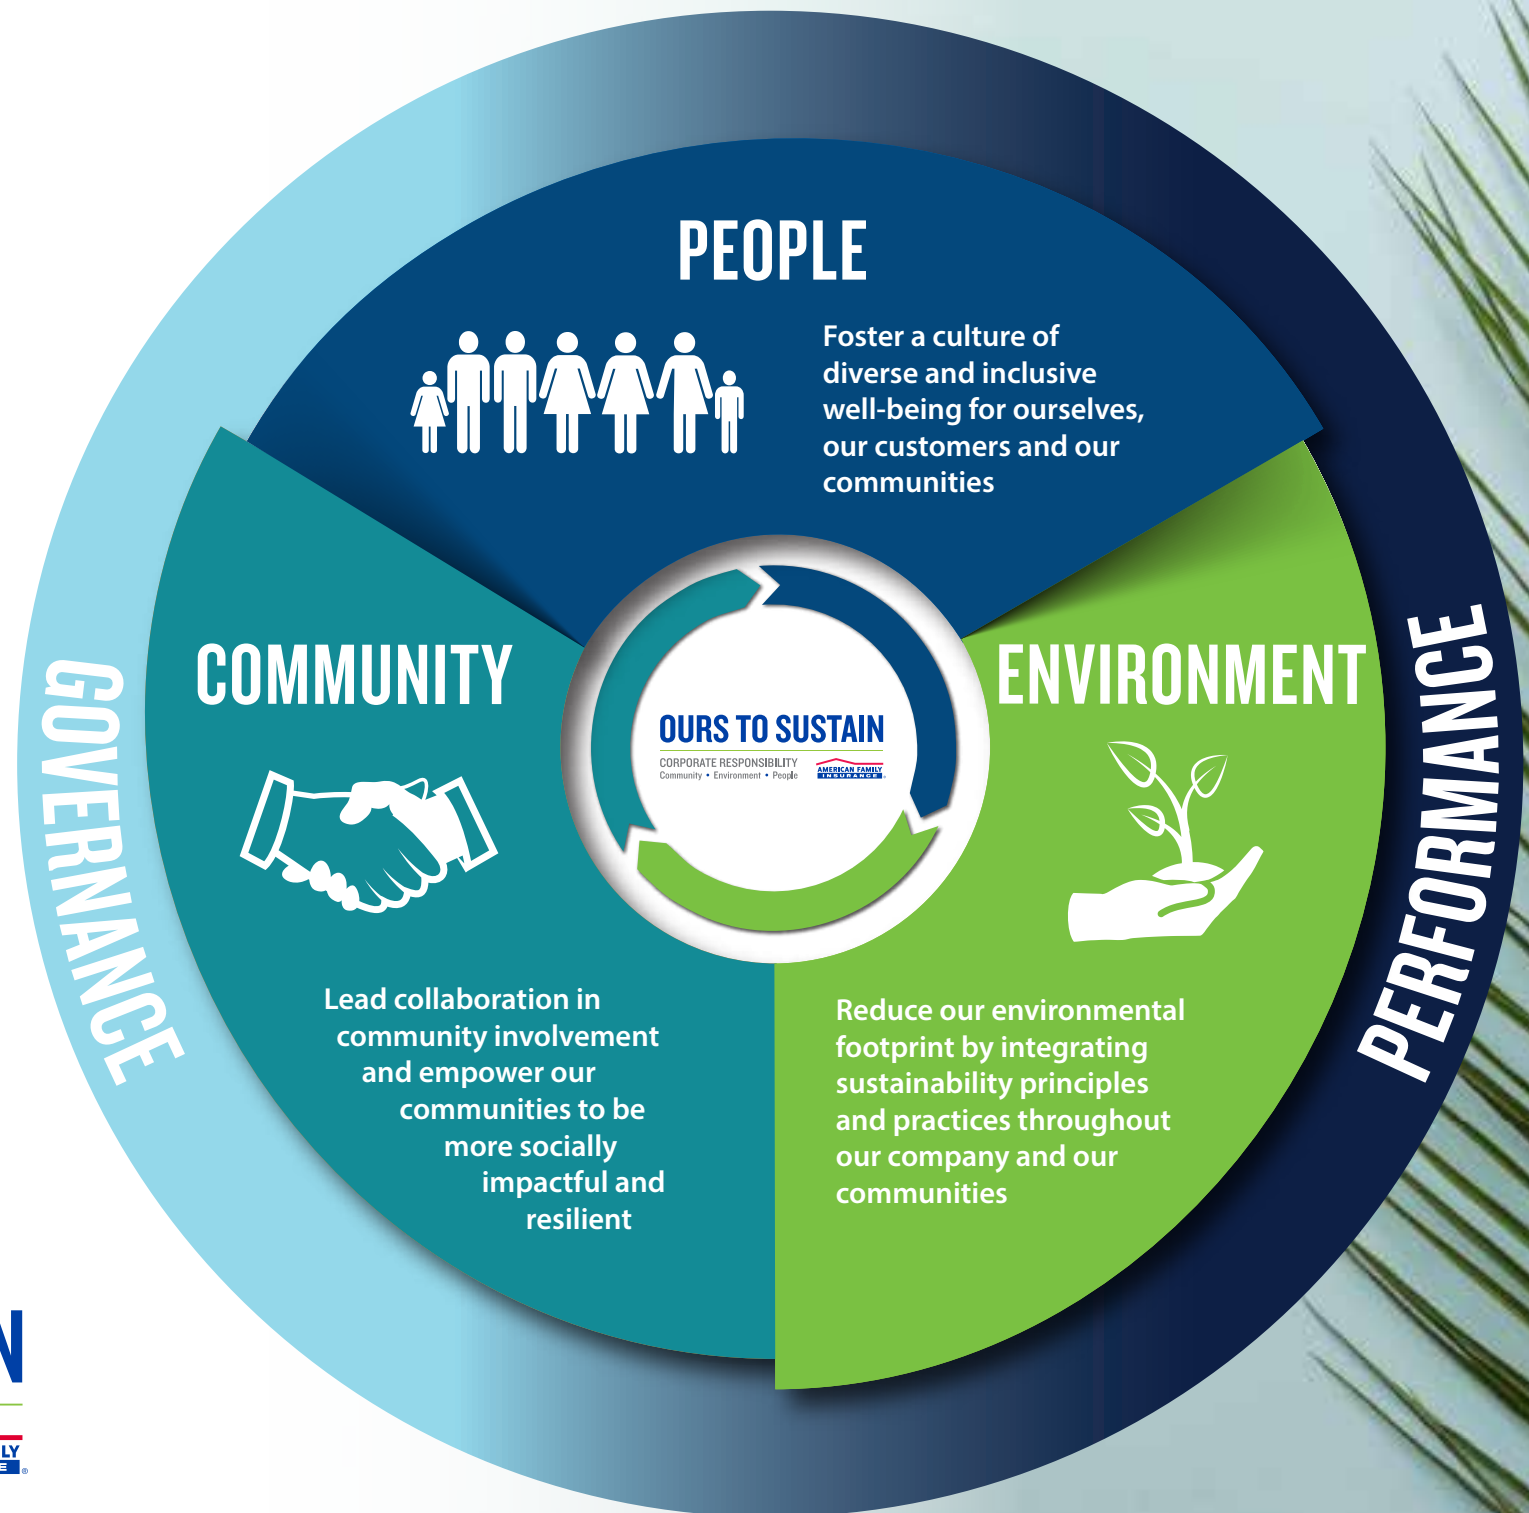 PEOPLE
Foster a culture of
diverse and inclusive
well-being for ourselves,
our customers and our
communities
COMMUNITY
Lead collaboration in
community involvement
and empower our
communities to be
more socially
impactful and
resilient
ENVIRONMENT
Reduce our environmental
footprint by integrating
sustainability principles
and practices throughout
our company and our
communities
OURS TO SUSTAIN
CORPORATE RESPONSIBILITY
Community • Environment • People
AMERICAN FAMILY
INSURANCE®
GOVERNANCE
PERFORMANCE
N
LY
E®